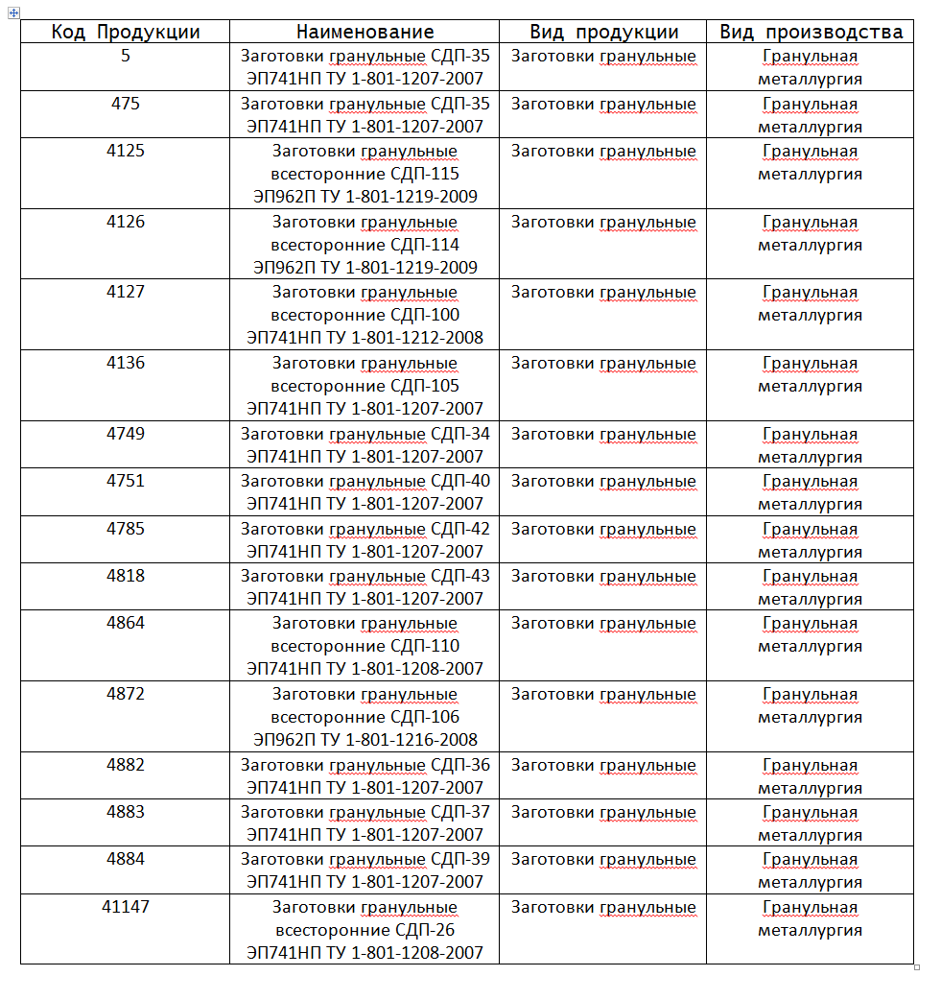 Код Продукции Наименование Вид продукции Вид производства
5 Заготовки гранульные СДП-35 Заготовки гранульные Гранульная
ЭП741НП ТУ 1-801-1207-2007 металлургия
475 Заготовки гранульные СДП-35 Заготовки гранульные Гранульная
ЭП741НП ТУ 1-801-1207-2007 металлургия
4125 Заготовки гранульные Заготовки гранульные Гранульная
всесторонние СДП-115 металлургия
ЭП962П ТУ 1-801-1219-2009
4126 Заготовки гранульные Заготовки гранульные Гранульная
всесторонние СДП-114 металлургия
ЭП962П ТУ 1-801-1219-2009
4127 Заготовки гранульные Заготовки гранульные Гранульная
всесторонние СДП-100 металлургия
ЭП741НП ТУ 1-801-1212-2008
4136 Заготовки гранульные Заготовки гранульные Гранульная
всесторонние СДП-105 металлургия
ЭП741НП ТУ 1-801-1207-2007
4749 Заготовки гранульные СДП-34 Заготовки гранульные Гранульная
ЭП741НП ТУ 1-801-1207-2007 металлургия
4751 Заготовки гранульные СДП-40 Заготовки гранульные Гранульная
ЭП741НП ТУ 1-801-1207-2007 металлургия
4785 Заготовки гранульные СДП-42 Заготовки гранульные Гранульная
ЭП741НП ТУ 1-801-1207-2007 металлургия
4818 Заготовки гранульные СДП-43 Заготовки гранульные Гранульная
ЭП741НП ТУ 1-801-1207-2007 металлургия
4864 Заготовки гранульные Заготовки гранульные Гранульная
всесторонние СДП-110 металлургия
ЭП741НП ТУ 1-801-1208-2007
4872 Заготовки гранульные Заготовки гранульные Гранульная
всесторонние СДП-106 металлургия
ЭП962П ТУ 1-801-1216-2008
4882 Заготовки гранульные СДП-36 Заготовки гранульные Гранульная
ЭП741НП ТУ 1-801-1207-2007 металлургия
4883 Заготовки гранульные СДП-37 Заготовки гранульные Гранульная
ЭП741НП ТУ 1-801-1207-2007 металлургия
4884 Заготовки гранульные СДП-39 Заготовки гранульные Гранульная
ЭП741НП ТУ 1-801-1207-2007 металлургия
41147 Заготовки гранульные Заготовки гранульные Гранульная
всесторонние СДП-26 металлургия
ЭП741НП ТУ 1-801-1208-2007